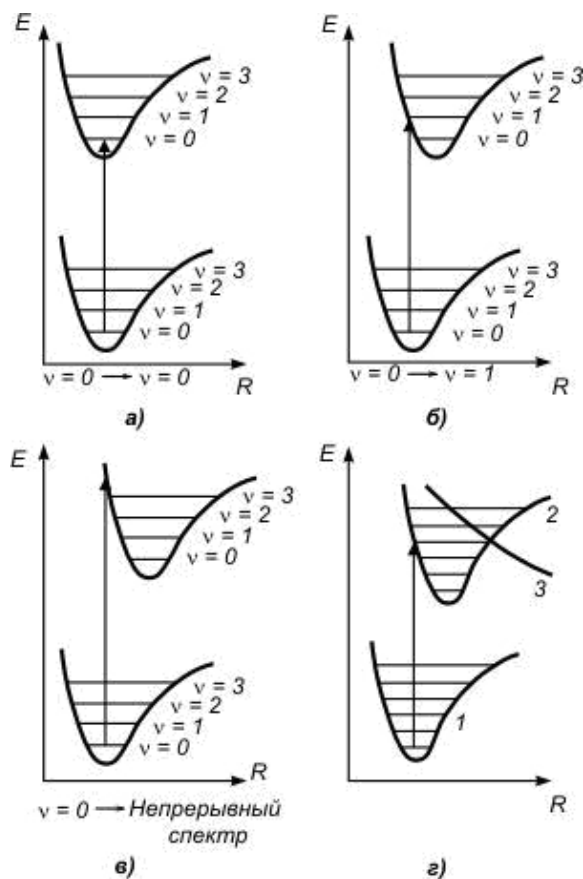 E
ν = 3
ν = 2
ν = 1
ν = 0
ν = 3
ν = 2
ν = 1
ν = 0
R
ν = 0 → ν = 0
а)
E
ν = 3
ν = 2
ν = 1
ν = 0
ν = 3
ν = 2
ν = 1
ν = 0
R
ν = 0 → ν = 1
б)
E
ν = 3
ν = 2
ν = 1
ν = 0
ν = 3
ν = 2
ν = 1
ν = 0
R
ν = 0 → Непрерывный
спектр
в)
E
2
3
1
R
г)